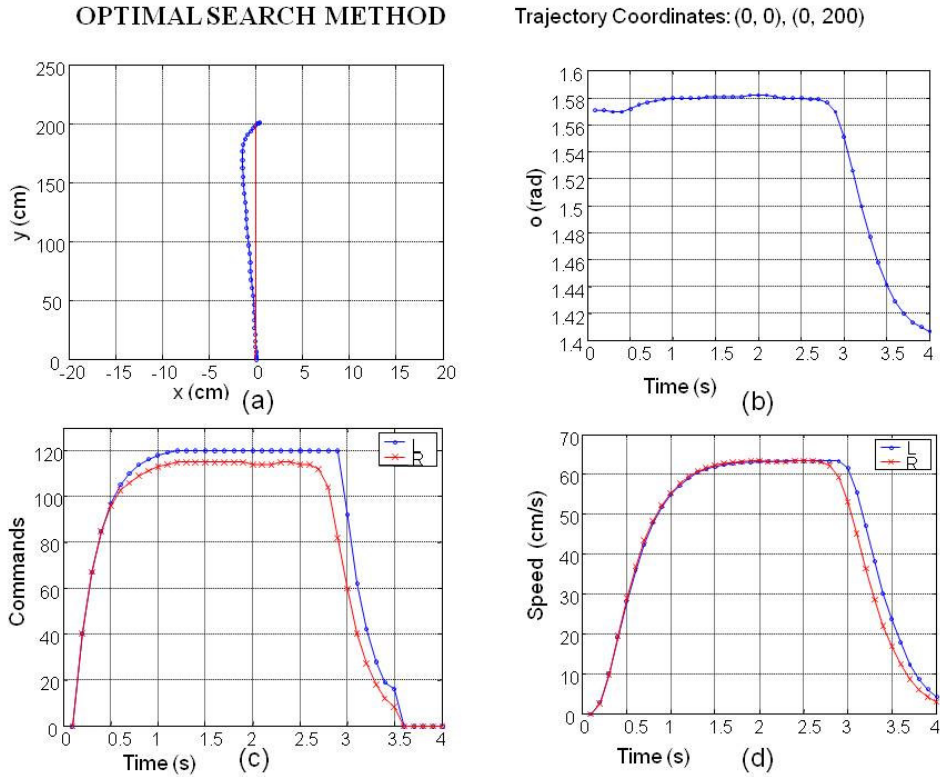 OPTIMAL SEARCH METHOD
Trajectory Coordinates: (0, 0), (0, 200)
250
200
150
100
50
0
y (cm)
-20 -15 -10 -5 0 5 10 15 20
x (cm)
(a)
1.6
1.58
1.56
1.54
1.52
1.5
1.48
1.46
1.44
1.42
1.4
o (rad)
0 0.5 1 1.5 2 2.5 3 3.5 4
Time (s)
(b)
120
100
80
60
40
20
0
Commands
L
R
0 0.5 1 1.5 2 2.5 3 3.5 4
Time (s)
(c)
70
60
50
40
30
20
10
0
Speed (cm/s)
L
R
0 0.5 1 1.5 2 2.5 3 3.5 4
Time (s)
(d)